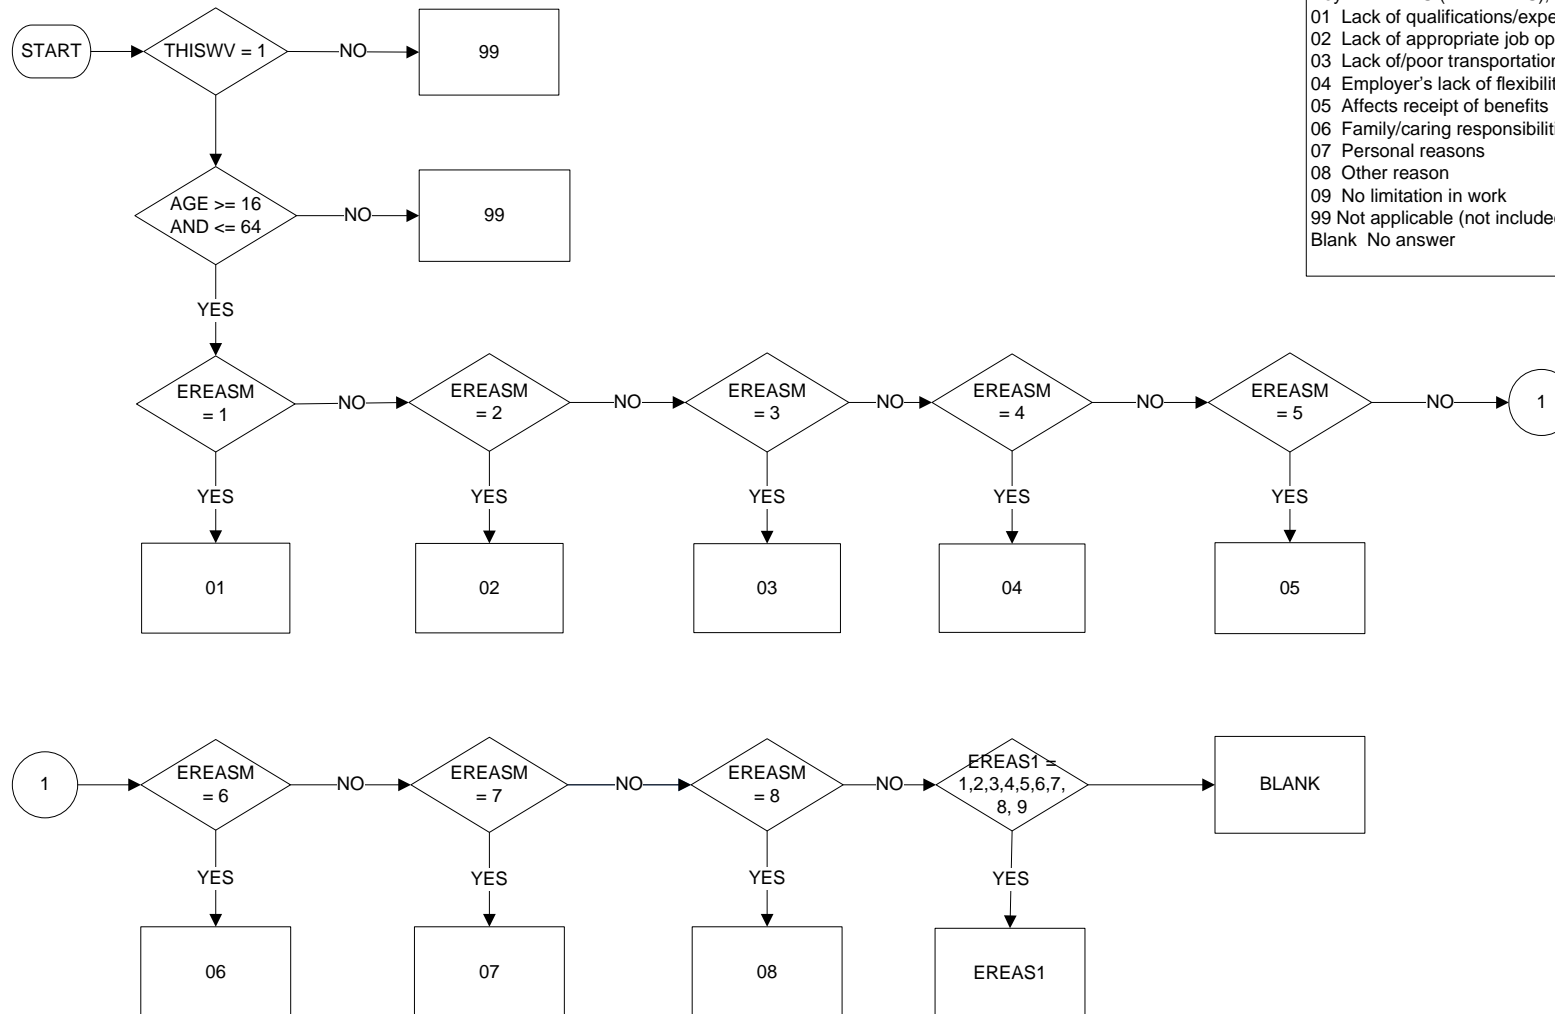 START
THISWV = 1
NO
99
01 Lack of qualifications/expe
02 Lack of appropriate job op
03 Lack of/poor transportation
04 Employer's lack of flexibilit
05 Affects receipt of benefits
06 Family/caring responsibiliti
07 Personal reasons
08 Other reason
09 No limitation in work
99 Not applicable (not include
Blank No answer
AGE >= 16
AND <= 64
NO
99
YES
EREASM
= 1
NO
EREASM
= 2
NO
EREASM
= 3
NO
EREASM
= 4
NO
EREASM
= 5
NO
1
YES
YES
YES
YES
YES
01
02
03
04
05
1
EREASM
= 6
NO
EREASM
= 7
NO
EREASM
= 8
NO
EREAS1 =
1,2,3,4,5,6,7,
8, 9
BLANK
YES
YES
YES
YES
06
07
08
EREAS1